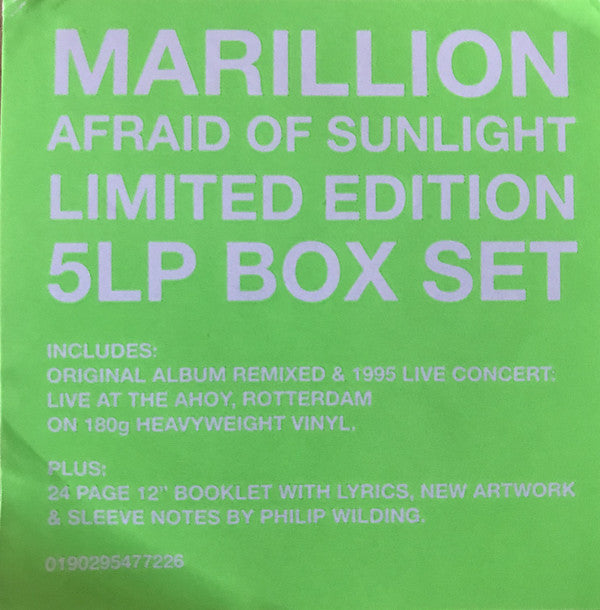 MARILLION
AFRAID OF SUNLIGHT
LIMITED EDITION
5LP BOX SET
INCLUDES:
ORIGINAL ALBUM REMIXED & 1995 LIVE CONCERT:
LIVE AT THE AHOY, ROTTERDAM
ON 180g HEAVYWEIGHT VINYL.
PLUS:
24 PAGE 12" BOOKLET WITH LYRICS, NEW ARTWORK
& SLEEVE NOTES BY PHILIP WILDING.
0190295477226